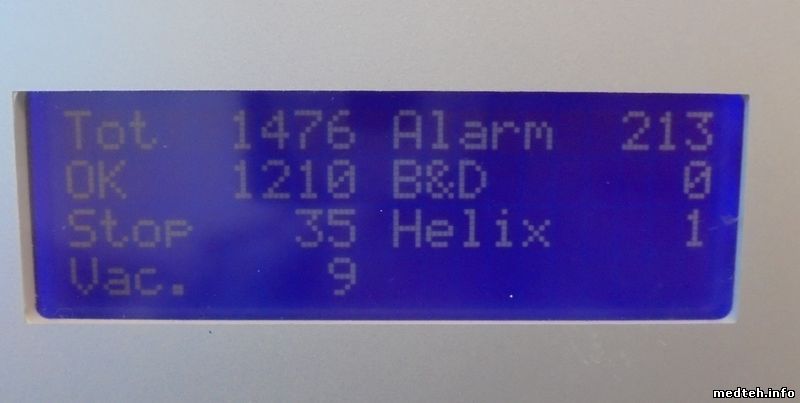 Tot 1476 Alarm 213
OK 1210 B&D 0
Stop 35 Helix 1
Vac. 9
medteh.info